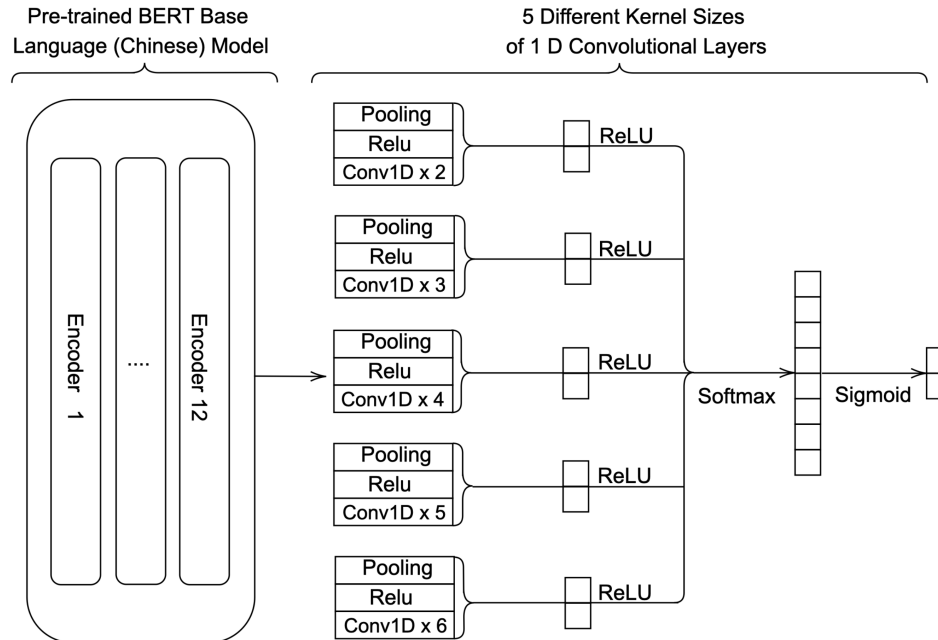 Pre-trained BERT Base
Language (Chinese) Model
5 Different Kernel Sizes
of 1 D Convolutional Layers
Encoder 1
....
Encoder 12
Pooling
Relu
Conv1D x 2
ReLU
Pooling
Relu
Conv1D x 3
ReLU
Pooling
Relu
Conv1D x 4
ReLU
Pooling
Relu
Conv1D x 5
ReLU
Pooling
Relu
Conv1D x 6
ReLU
Softmax
Sigmoid